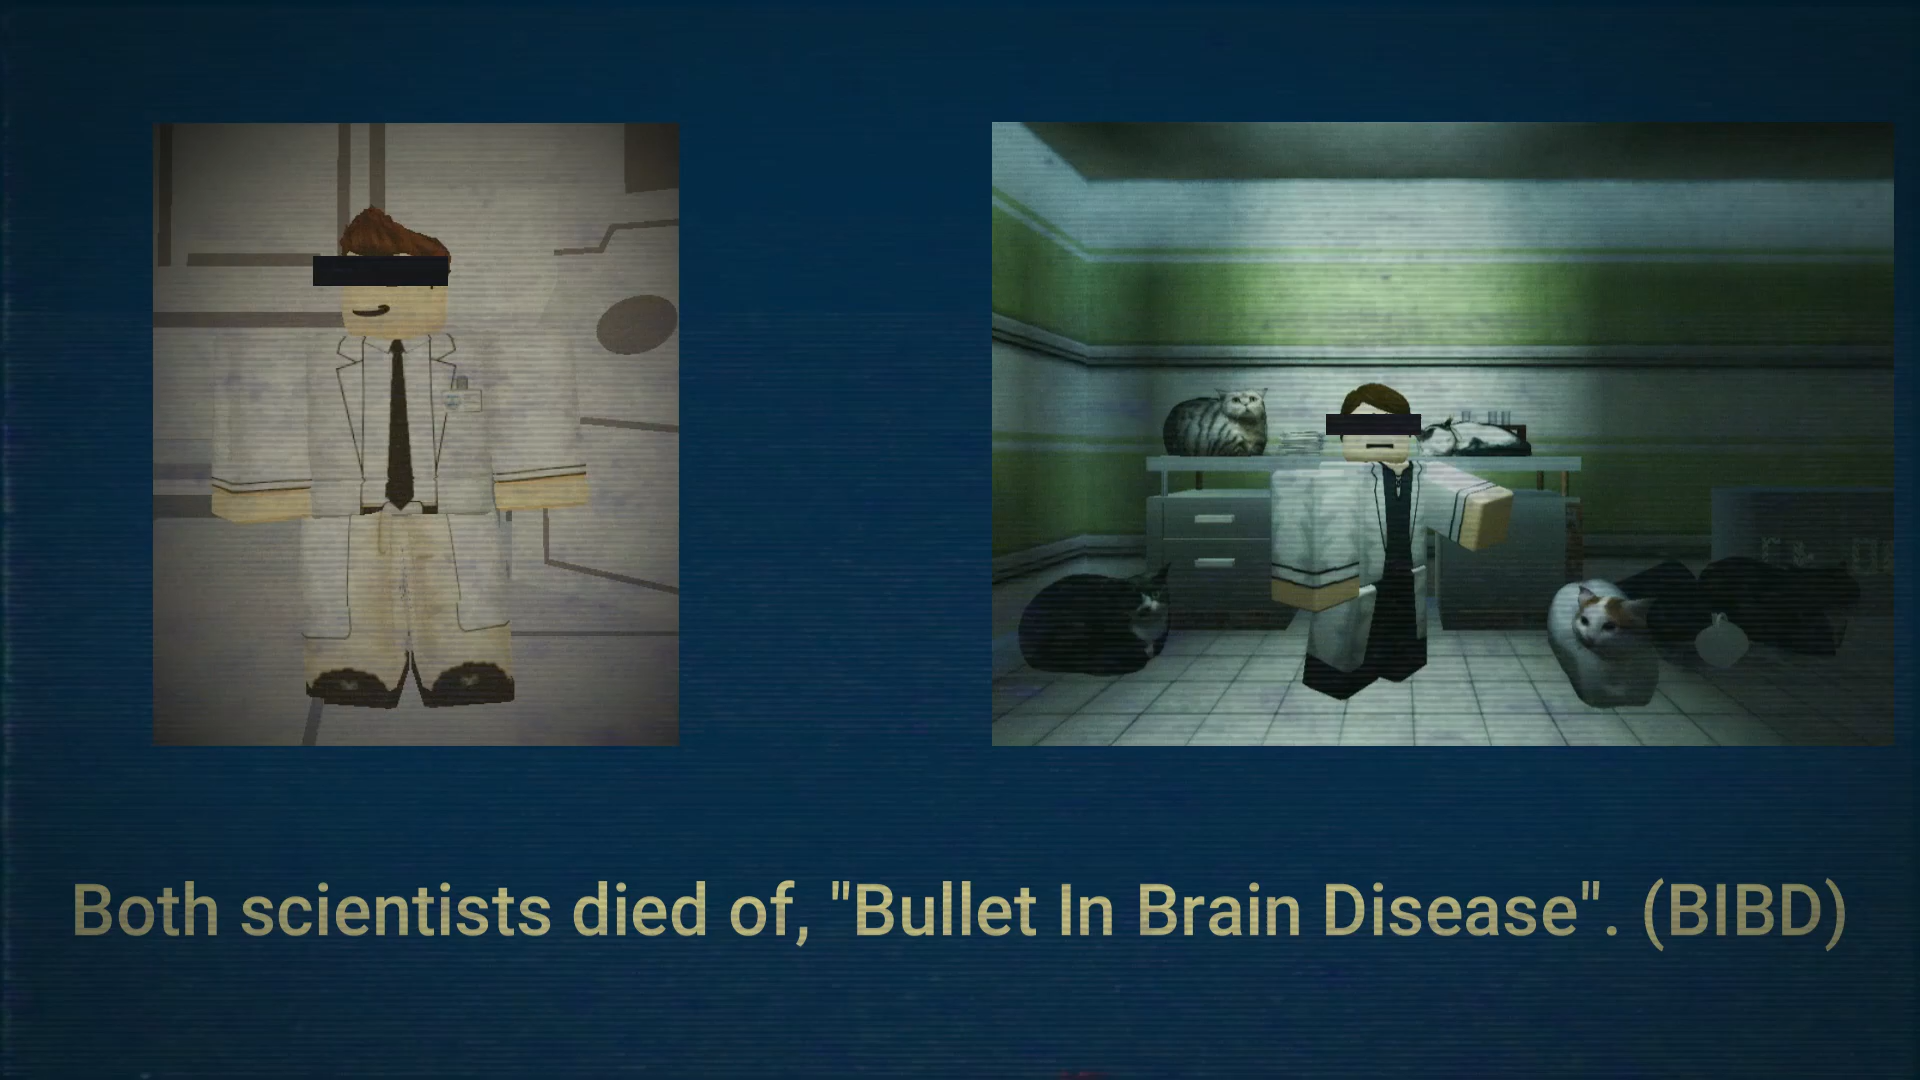 Both scientists died of, "Bullet In Brain Disease". (BIBD)